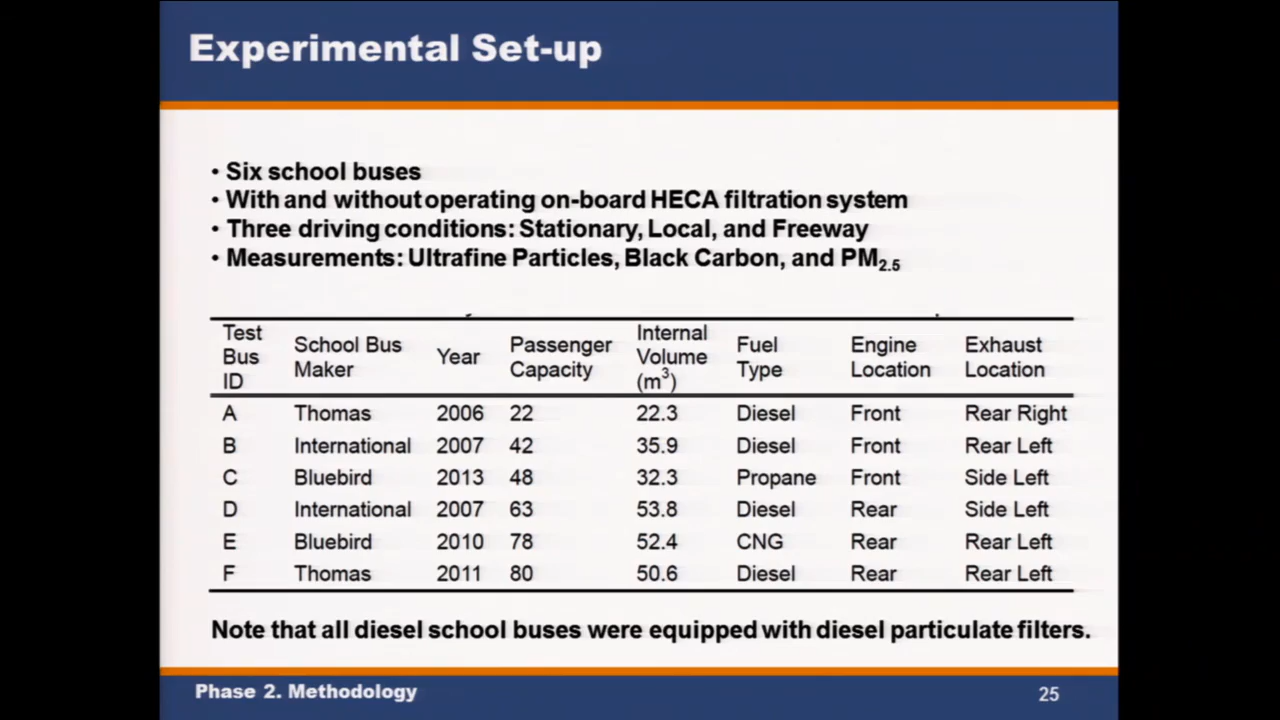 Experimental Set-up
• Six school buses
• With and without operating on-board HECA filtration system
• Three driving conditions: Stationary, Local, and Freeway
• Measurements: Ultrafine Particles, Black Carbon, and PM2.5
Test Bus ID School Bus Maker Year Passenger Capacity Internal Volume (m³) Fuel Type Engine Location Exhaust Location
A Thomas 2006 22 22.3 Diesel Front Rear Right
B International 2007 42 35.9 Diesel Front Rear Left
C Bluebird 2013 48 32.3 Propane Front Side Left
D International 2007 63 53.8 Diesel Rear Side Left
E Bluebird 2010 78 52.4 CNG Rear Rear Left
F Thomas 2011 80 50.6 Diesel Rear Rear Left
Note that all diesel school buses were equipped with diesel particulate filters.
Phase 2. Methodology 25